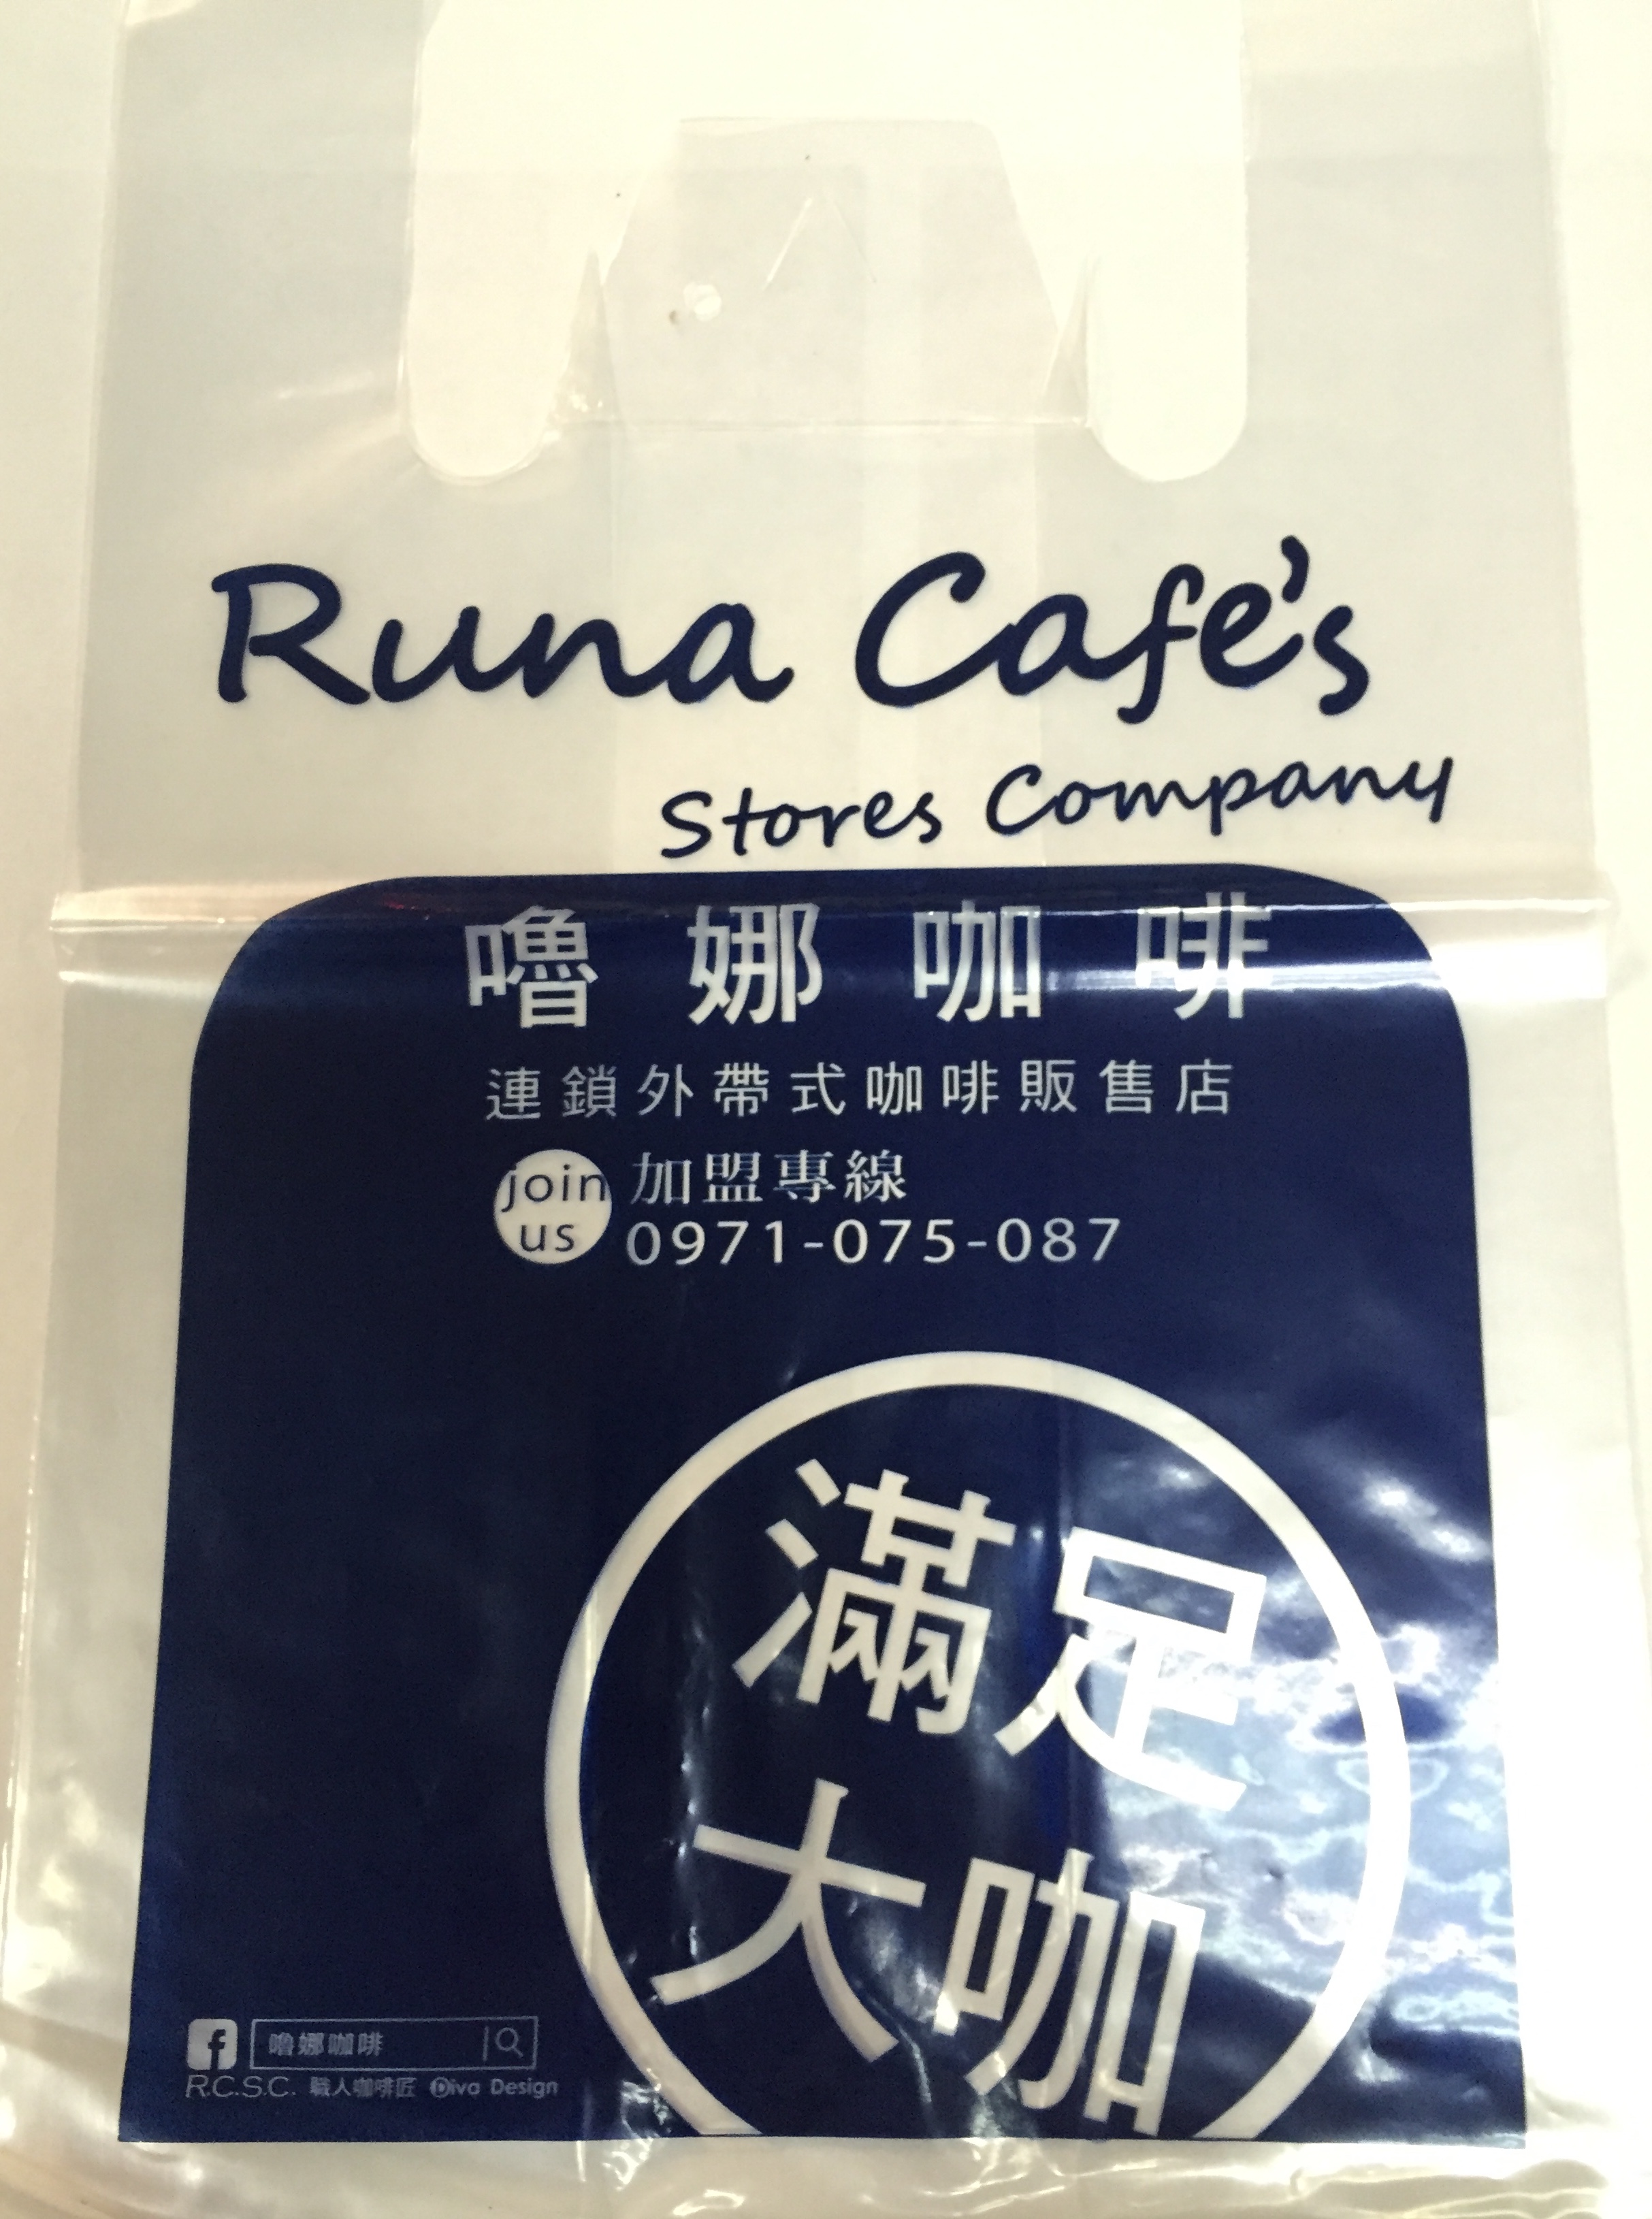 Runa Cafe's
Stores Company
嚕娜咖啡
連鎖外帶式咖啡販售店
join us
加盟專線
0971-075-087
滿足
大咖
f 嚕娜咖啡
R.C.S.C. 職人咖啡匠 Diva Design